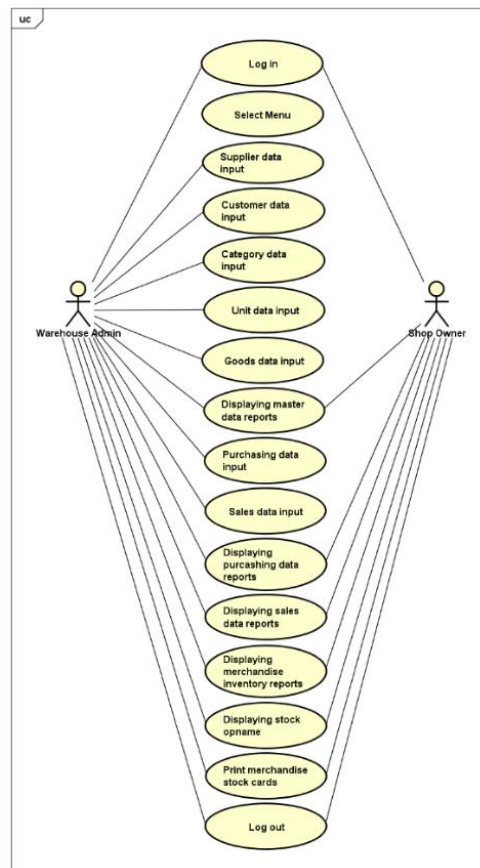 uc
Log in
Select Menu
Supplier data
input
Customer data
input
Category data
input
Unit data input
Warehouse Admin
Shop Owner
Goods data input
Displaying master
data reports
Purchasing data
input
Sales data input
Displaying
purcashing data
reports
Displaying sales
data reports
Displaying
merchandise
inventory reports
Displaying stock
opname
Print merchandise
stock cards
Log out